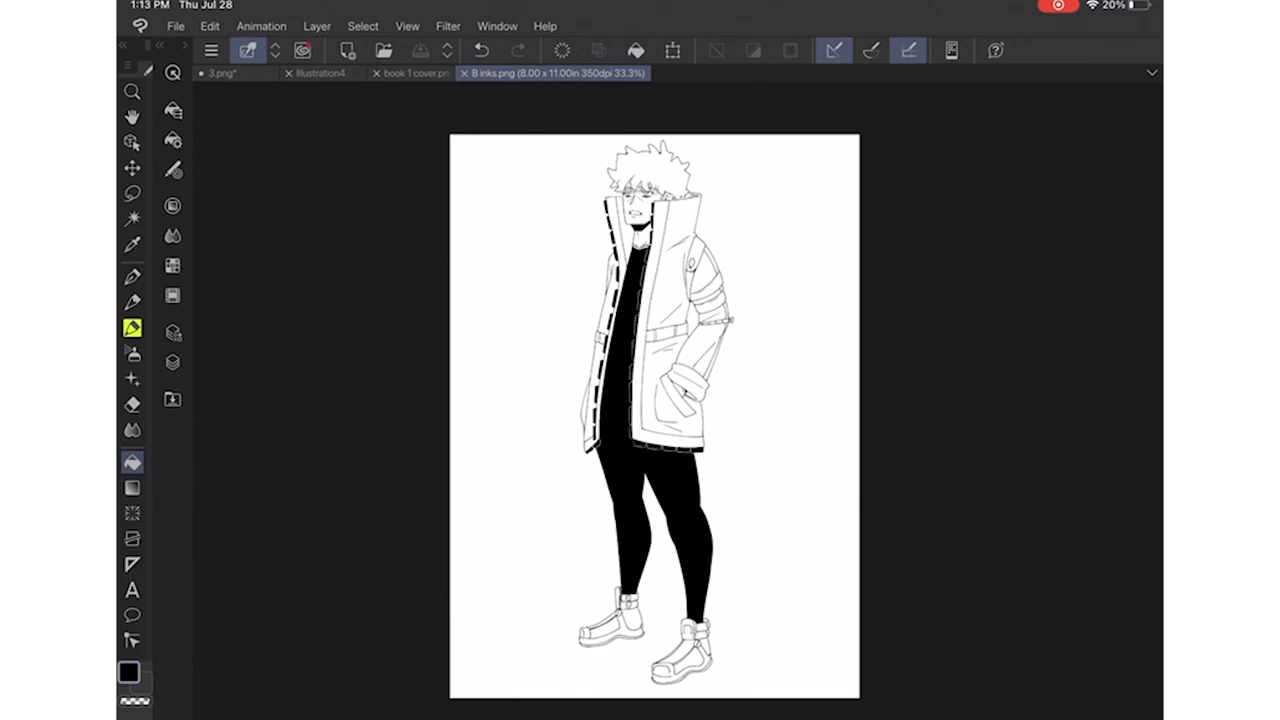 1:13 PM Thu Jul 28 20%
File Edit Animation Layer Select View Filter Window Help
3.png* Illustration4 book 1 cover.pn B inks.png (8.00 x 11.00in 350dpi 33.3%)